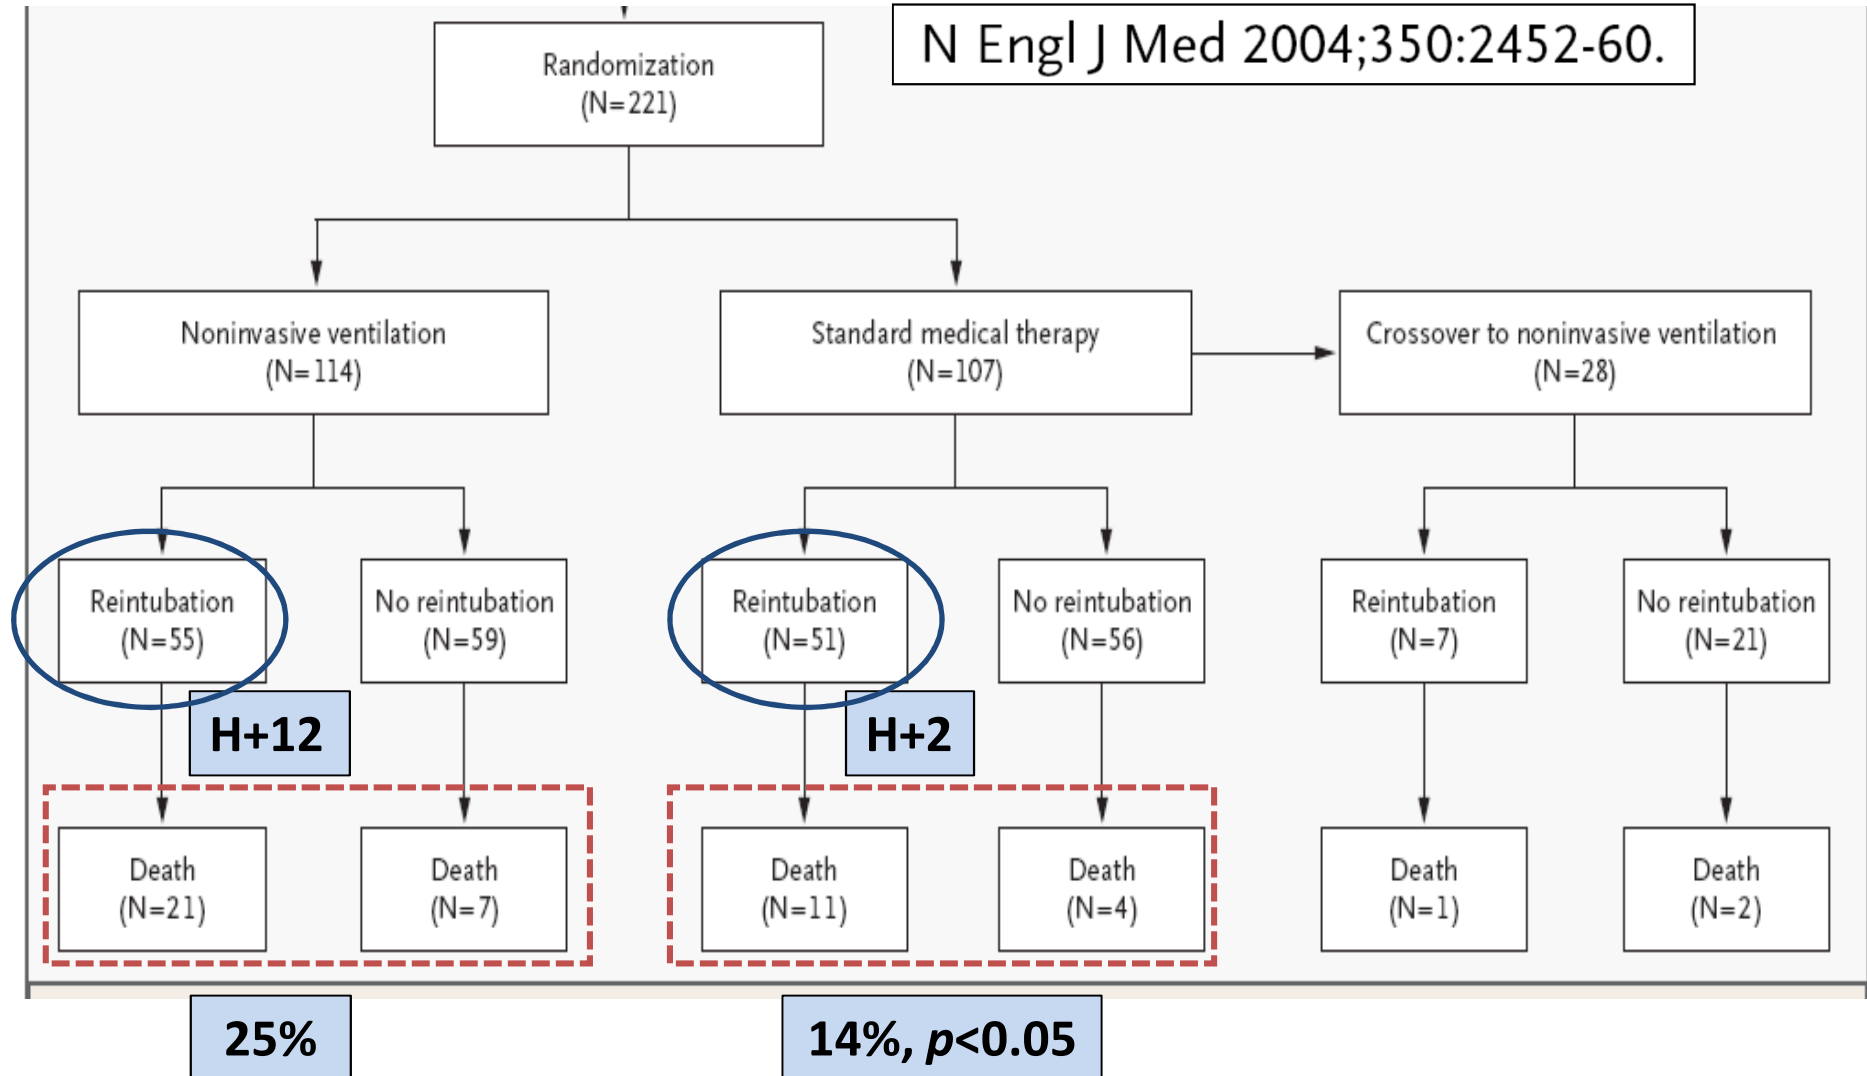 N Engl J Med 2004;350:2452-60.
Randomization
(N=221)
Noninvasive ventilation
(N=114)
Standard medical therapy
(N=107)
Crossover to noninvasive ventilation
(N=28)
Reintubation
(N=55)
No reintubation
(N=59)
Reintubation
(N=51)
No reintubation
(N=56)
Reintubation
(N=7)
No reintubation
(N=21)
H+12
H+2
Death
(N=21)
Death
(N=7)
Death
(N=11)
Death
(N=4)
Death
(N=1)
Death
(N=2)
25%
14%, p<0.05